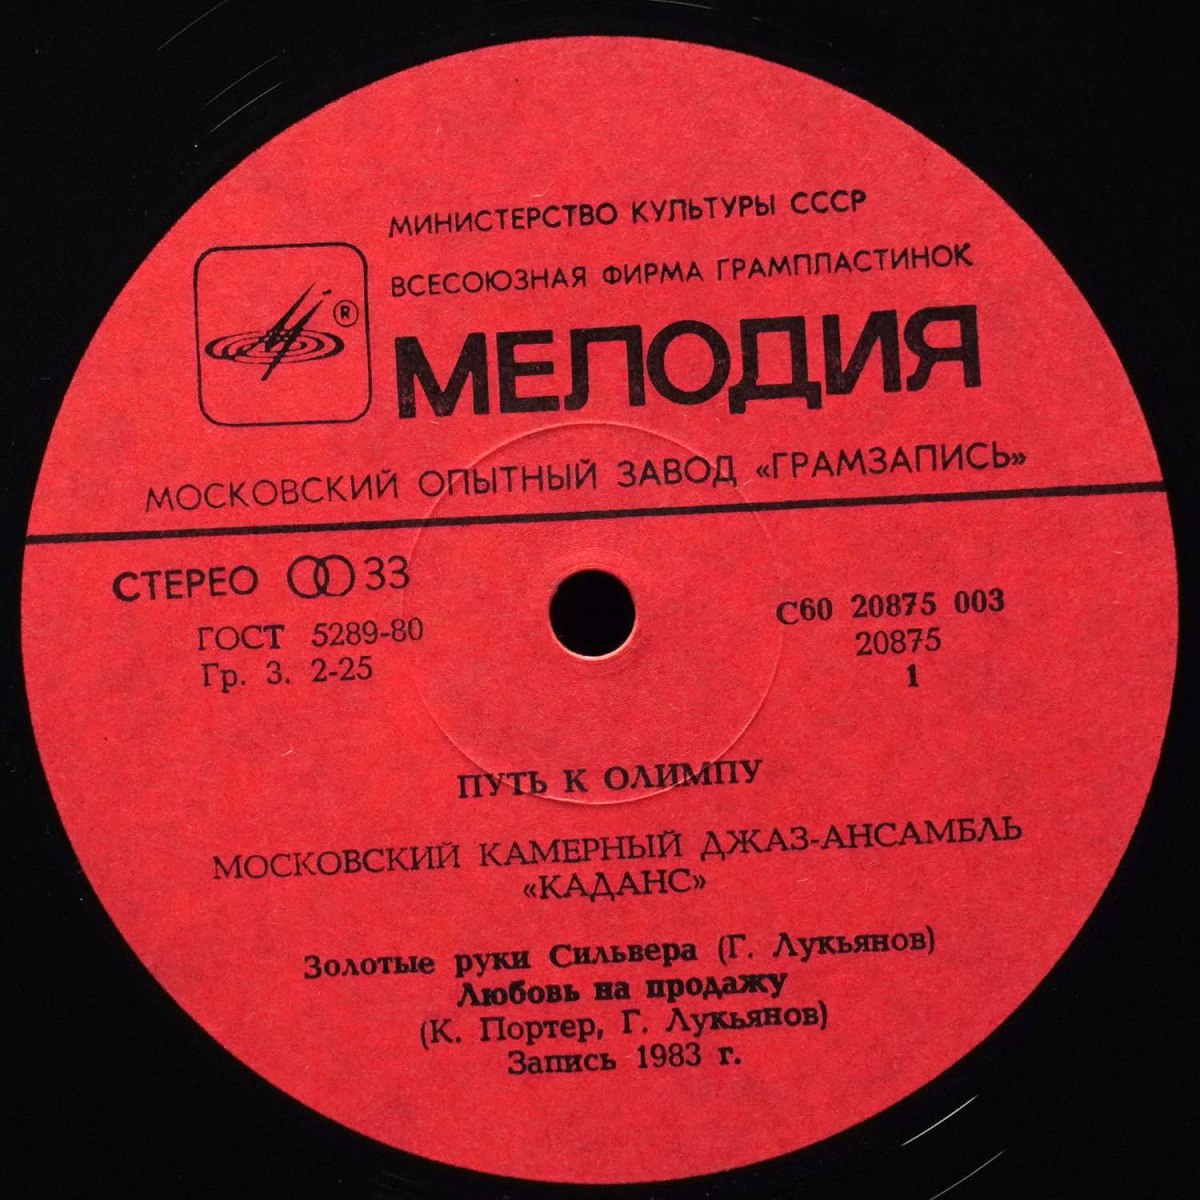 МИНИСТЕРСТВО КУЛЬТУРЫ СССР
ВСЕСОЮЗНАЯ ФИРМА ГРАМПЛАСТИНОК
®
МЕЛОДИЯ
МОСКОВСКИЙ ОПЫТНЫЙ ЗАВОД «ГРАМЗАПИСЬ»
СТЕРЕО 33
ГОСТ 5289-80
Гр. 3. 2-25
С60 20875 003
20875
1
ПУТЬ К ОЛИМПУ
МОСКОВСКИЙ КАМЕРНЫЙ ДЖАЗ-АНСАМБЛЬ
«КАДАНС»
Золотые руки Сильвера (Г. Лукьянов)
Любовь на продажу
(К. Портер, Г. Лукьянов)
Запись 1983 г.